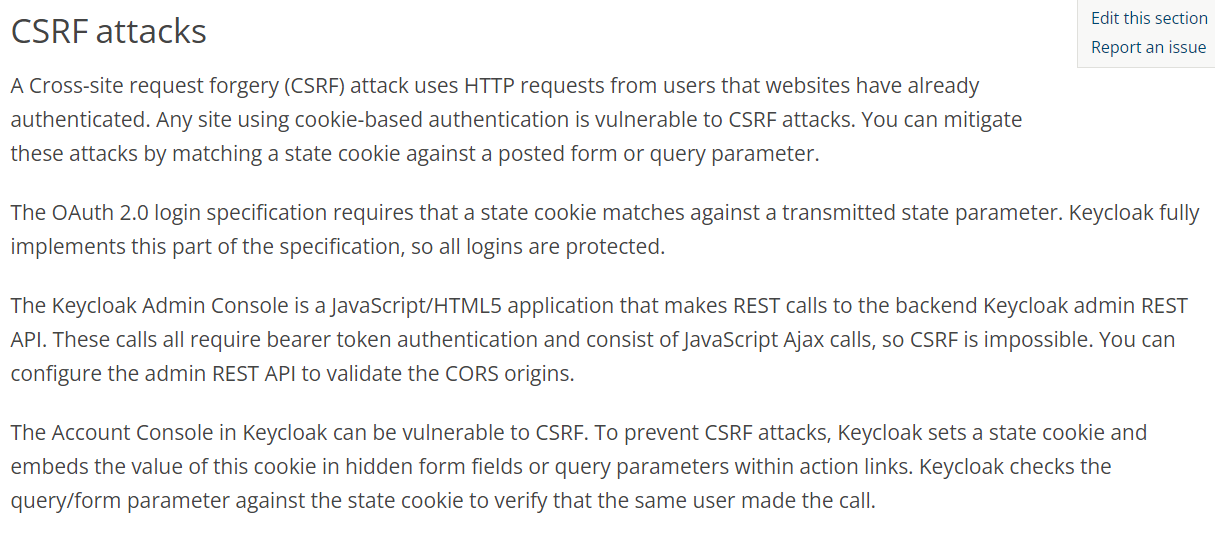 CSRF attacks
Edit this section
Report an issue
A Cross-site request forgery (CSRF) attack uses HTTP requests from users that websites have already
authenticated. Any site using cookie-based authentication is vulnerable to CSRF attacks. You can mitigate
these attacks by matching a state cookie against a posted form or query parameter.
The OAuth 2.0 login specification requires that a state cookie matches against a transmitted state parameter. Keycloak fully
implements this part of the specification, so all logins are protected.
The Keycloak Admin Console is a JavaScript/HTML5 application that makes REST calls to the backend Keycloak admin REST
API. These calls all require bearer token authentication and consist of JavaScript Ajax calls, so CSRF is impossible. You can
configure the admin REST API to validate the CORS origins.
The Account Console in Keycloak can be vulnerable to CSRF. To prevent CSRF attacks, Keycloak sets a state cookie and
embeds the value of this cookie in hidden form fields or query parameters within action links. Keycloak checks the
query/form parameter against the state cookie to verify that the same user made the call.